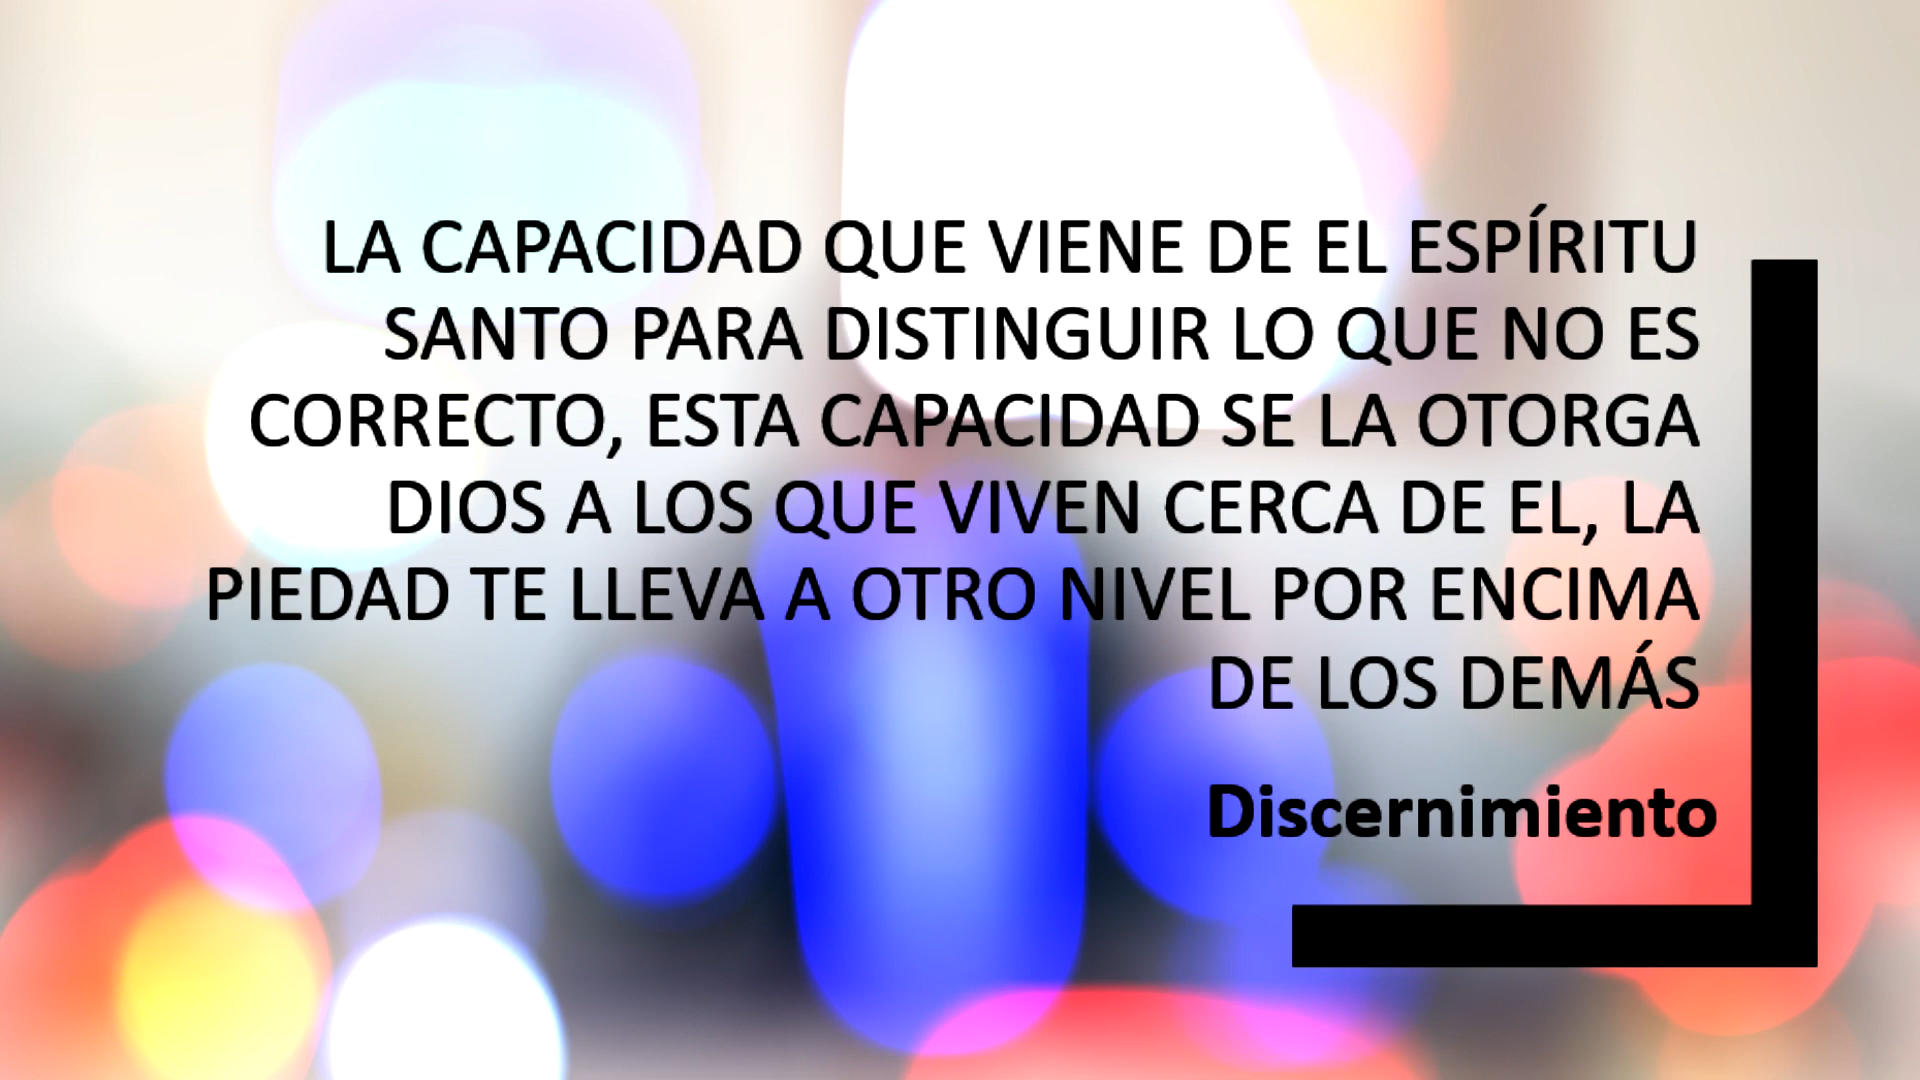 LA CAPACIDAD QUE VIENE DE EL ESPÍRITU
SANTO PARA DISTINGUIR LO QUE NO ES
CORRECTO, ESTA CAPACIDAD SE LA OTORGA
DIOS A LOS QUE VIVEN CERCA DE EL, LA
PIEDAD TE LLEVA A OTRO NIVEL POR ENCIMA
DE LOS DEMÁS
Discernimiento